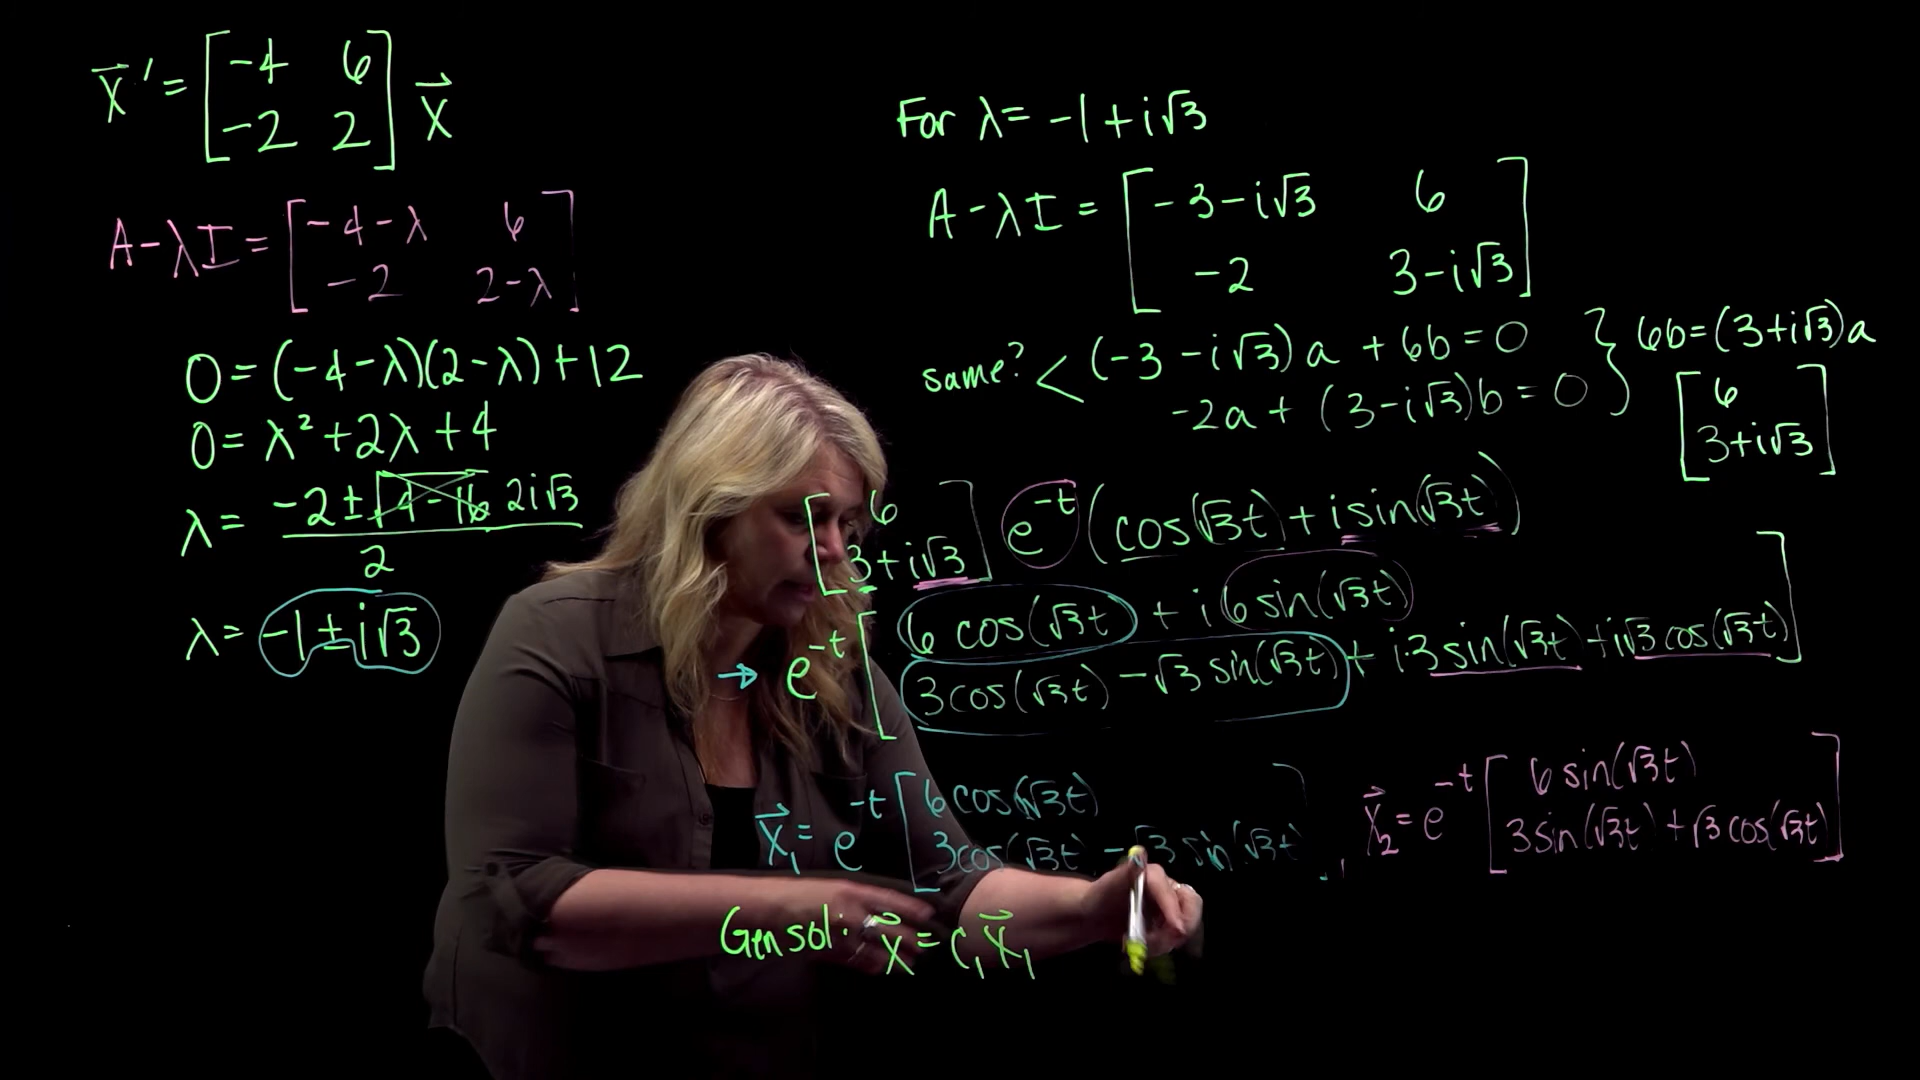 x⃗' = [-4 6
-2 2] x⃗
A-λI = [-4-λ 6
-2 2-λ]
0=(-4-λ)(2-λ)+12
0= λ²+2λ+4
λ= -2±√4-16 2i√3
2
λ= -1±i√3
For λ= -1+i√3
A-λI = [-3-i√3 6
-2 3-i√3]
same? < (-3-i√3)a + 6b = 0 } 6b=(3+i√3)a
-2a + (3-i√3)b = 0
[6
3+i√3]
[6
3+i√3] e^-t (cos(√3t) + i sin(√3t))
→ e^-t [6 cos(√3t) + i 6 sin(√3t)
3cos(√3t) - √3 sin(√3t) + i·3 sin(√3t) + i√3 cos(√3t)]
x⃗₁ = e^-t [6 cos(√3t)
3cos(√3t) - √3 sin(√3t)] ,
x⃗₂ = e^-t [6 sin(√3t)
3 sin(√3t) + √3 cos(√3t)]
Gen sol: x⃗ = c₁x⃗₁